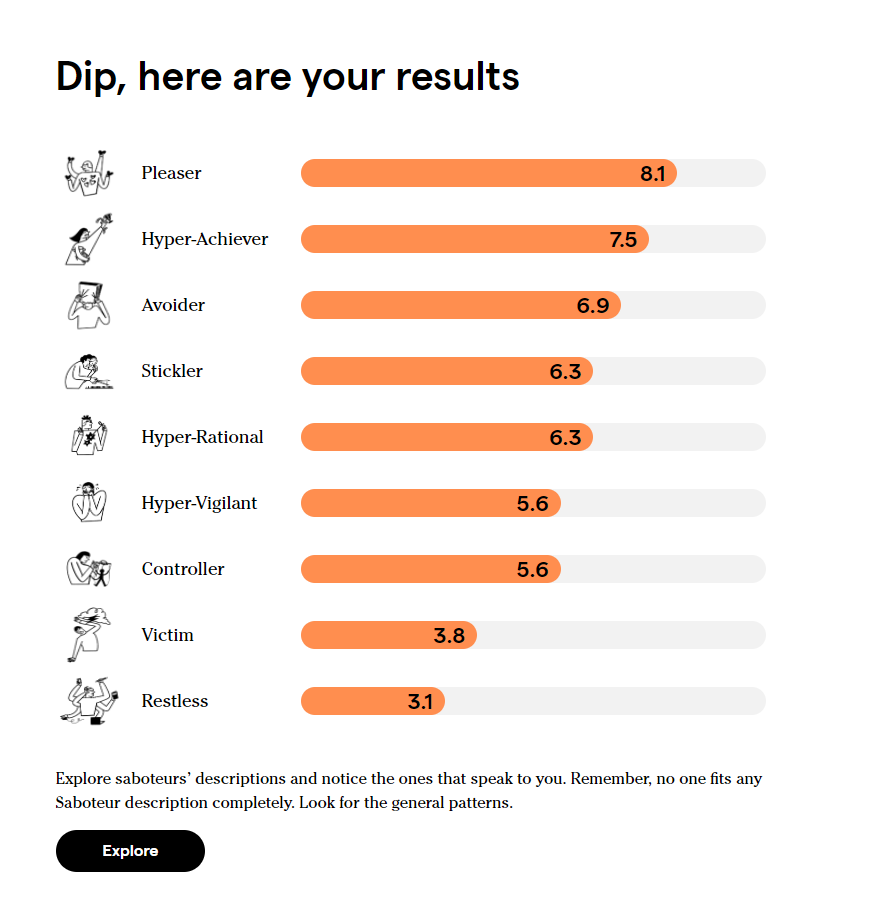 Dip, here are your results
Pleaser 8.1
Hyper-Achiever 7.5
Avoider 6.9
Stickler 6.3
Hyper-Rational 6.3
Hyper-Vigilant 5.6
Controller 5.6
Victim 3.8
Restless 3.1
Explore saboteurs’ descriptions and notice the ones that speak to you. Remember, no one fits any
Saboteur description completely. Look for the general patterns.
Explore